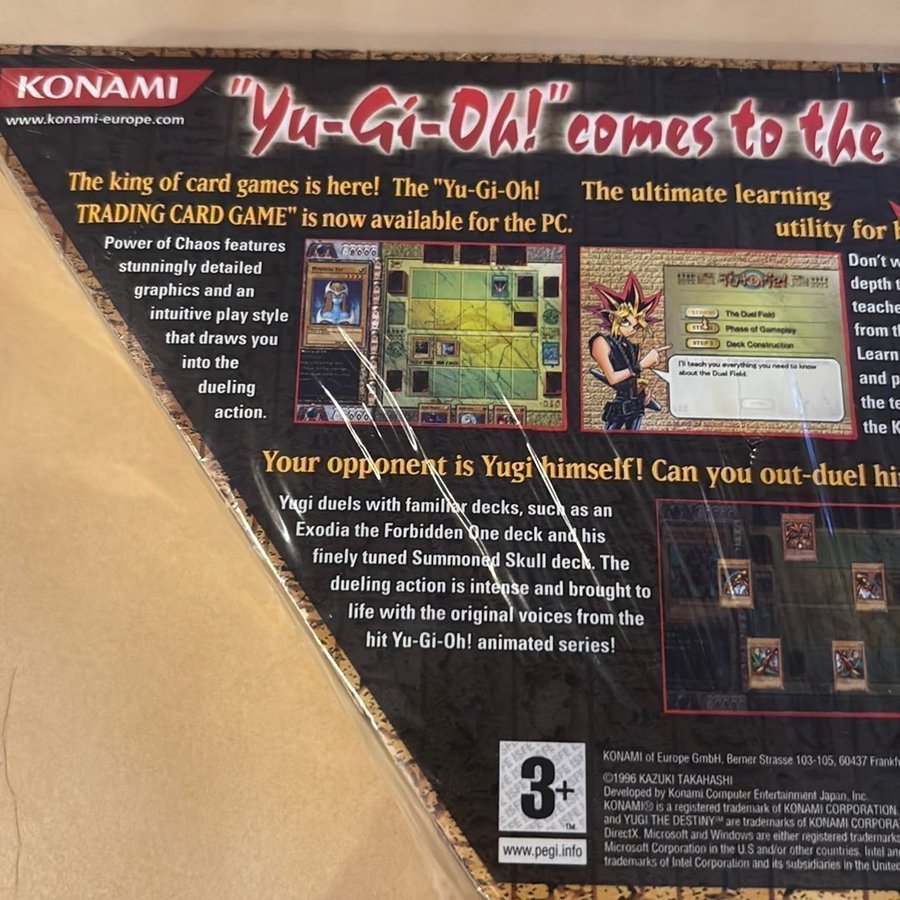 KONAMI
www.konami-europe.com
"Yu-Gi-Oh!" comes to the
The king of card games is here! The "Yu-Gi-Oh!
TRADING CARD GAME" is now available for the PC.
Power of Chaos features
stunningly detailed
graphics and an
intuitive play style
that draws you
into the
dueling
action.
The ultimate learning
utility for
Tutorial
The Duel Field
STEP 2 Phase of Gameplay
STEP 3 Deck Construction
I'll teach you everything you need to know
about the Duel Field.
Don't w
depth t
teache
from t
Learn
and p
the te
the K
Your opponent is Yugi himself! Can you out-duel hi
Yugi duels with familiar decks, such as an
Exodia the Forbidden One deck and his
finely tuned Summoned Skull deck. The
dueling action is intense and brought to
life with the original voices from the
hit Yu-Gi-Oh! animated series!
3+
TM
www.pegi.info
KONAMI of Europe GmbH, Berner Strasse 103-105, 60437 Frankf
©1996 KAZUKI TAKAHASHI
Developed by Konami Computer Entertainment Japan, Inc.
KONAMI® is a registered trademark of KONAMI CORPORATION
and YUGI THE DESTINY™ are trademarks of KONAMI CORPORA
DirectX, Microsoft and Windows are either registered trademarks
Microsoft Corporation in the U.S and/or other countries. Intel an
trademarks of Intel Corporation and its subsidiaries in the United